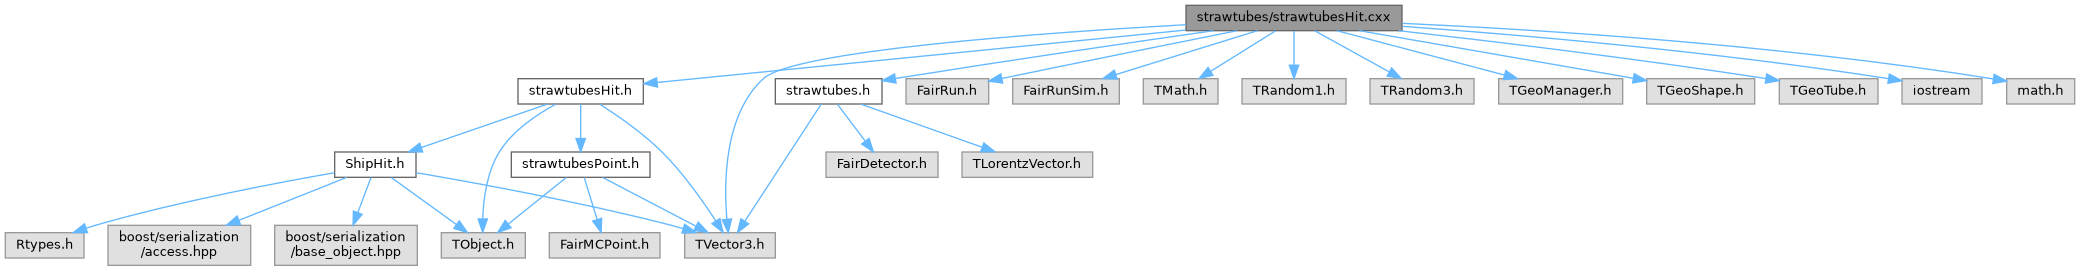 strawtubes/strawtubesHit.cxx
strawtubesHit.h
strawtubes.h
FairRun.h
FairRunSim.h
TMath.h
TRandom1.h
TRandom3.h
TGeoManager.h
TGeoShape.h
TGeoTube.h
iostream
math.h
ShipHit.h
strawtubesPoint.h
FairDetector.h
TLorentzVector.h
Rtypes.h
boost/serialization
/access.hpp
boost/serialization
/base_object.hpp
TObject.h
FairMCPoint.h
TVector3.h